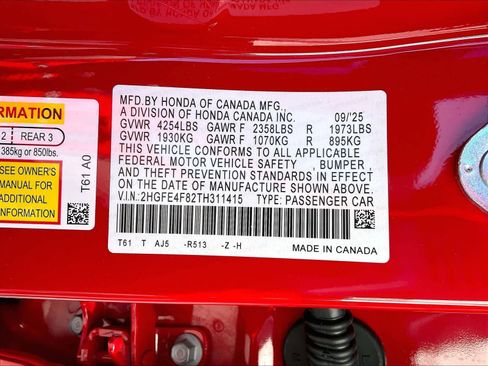 MFD.BY HONDA OF CANADA MFG.,
A DIVISION OF HONDA CANADA INC. 09/'25
GVWR 4254LBS GAWR F 2358LBS R 1973LBS
GVWR 1930KG GAWR F 1070KG R 895KG
THIS VEHICLE CONFORMS TO ALL APPLICABLE
FEDERAL MOTOR VEHICLE SAFETY, BUMPER
AND THEFT PREVENTION STANDARDS IN EFFECT
ON THE DATE OF MANUFACTURE SHOWN ABOVE.
V.I.N.:2HGFE4F82TH311415 TYPE: PASSENGER CAR
T61 T AJ5 -R513 -Z -H
MADE IN CANADA
ORMATION
2 REAR 3
385kg or 850lbs.
SEE OWNER'S
MANUAL FOR
ADDITIONAL
INFORMATION
T61 A0